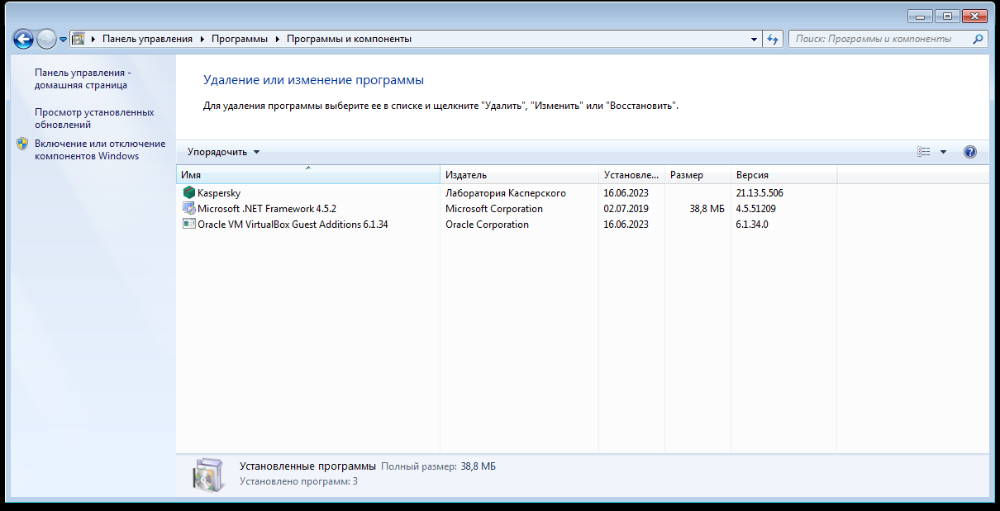 Панель управления
Программы
Программы и компоненты
Поиск: Программы и компоненты
Панель управления -
домашняя страница
Просмотр установленных
обновлений
Включение или отключение
компонентов Windows
Удаление или изменение программы
Для удаления программы выберите ее в списке и щелкните "Удалить", "Изменить" или "Восстановить".
Упорядочить
Имя Издатель Установле... Размер Версия
Kaspersky Лаборатория Касперского 16.06.2023 21.13.5.506
Microsoft .NET Framework 4.5.2 Microsoft Corporation 02.07.2019 38,8 МБ 4.5.51209
Oracle VM VirtualBox Guest Additions 6.1.34 Oracle Corporation 16.06.2023 6.1.34.0
Установленные программы Полный размер: 38,8 МБ
Установлено программ: 3